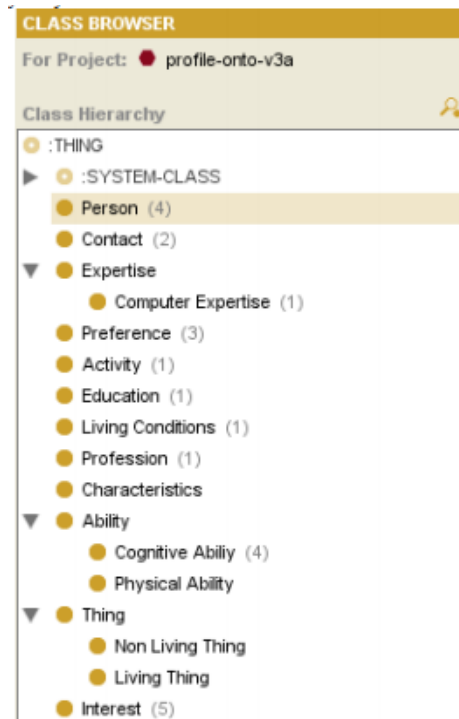 CLASS BROWSER
For Project: profile-onto-v3a
Class Hierarchy
:THING
:SYSTEM-CLASS
Person (4)
Contact (2)
Expertise
Computer Expertise (1)
Preference (3)
Activity (1)
Education (1)
Living Conditions (1)
Profession (1)
Characteristics
Ability
Cognitive Abiliy (4)
Physical Ability
Thing
Non Living Thing
Living Thing
Interest (5)